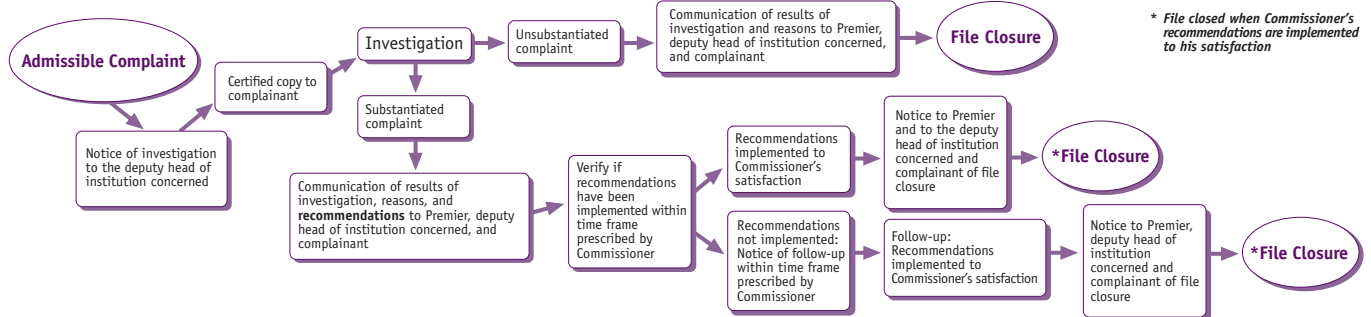 Admissible Complaint
Notice of investigation
to the deputy head of
institution concerned
Certified copy to
complainant
Investigation
Unsubstantiated
complaint
Communication of results of
investigation and reasons to Premier,
deputy head of institution concerned,
and complainant
File Closure
* File closed when Commissioner's
recommendations are implemented
to his satisfaction
Substantiated
complaint
Communication of results of
investigation, reasons, and
recommendations to Premier, deputy
head of institution concerned, and
complainant
Verify if
recommendations
have been
implemented within
time frame
prescribed by
Commissioner
Recommendations
implemented to
Commissioner's
satisfaction
Notice to Premier
and to the deputy
head of institution
concerned and
complainant of file
closure
*File Closure
Recommendations
not implemented:
Notice of follow-up
within time frame
prescribed by
Commissioner
Follow-up:
Recommendations
implemented to
Commissioner's satisfaction
Notice to Premier,
deputy head of
institution
concerned and
complainant of file
closure
*File Closure